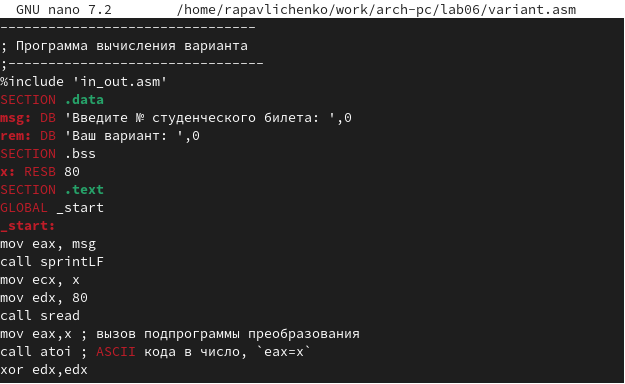 GNU nano 7.2 /home/rapavlichenko/work/arch-pc/lab06/variant.asm
--------------------------------
; Программа вычисления варианта
;--------------------------------
%include 'in_out.asm'
SECTION .data
msg: DB 'Введите № студенческого билета: ',0
rem: DB 'Ваш вариант: ',0
SECTION .bss
x: RESB 80
SECTION .text
GLOBAL _start
_start:
mov eax, msg
call sprintLF
mov ecx, x
mov edx, 80
call sread
mov eax,x ; вызов подпрограммы преобразования
call atoi ; ASCII кода в число, `eax=x`
xor edx,edx